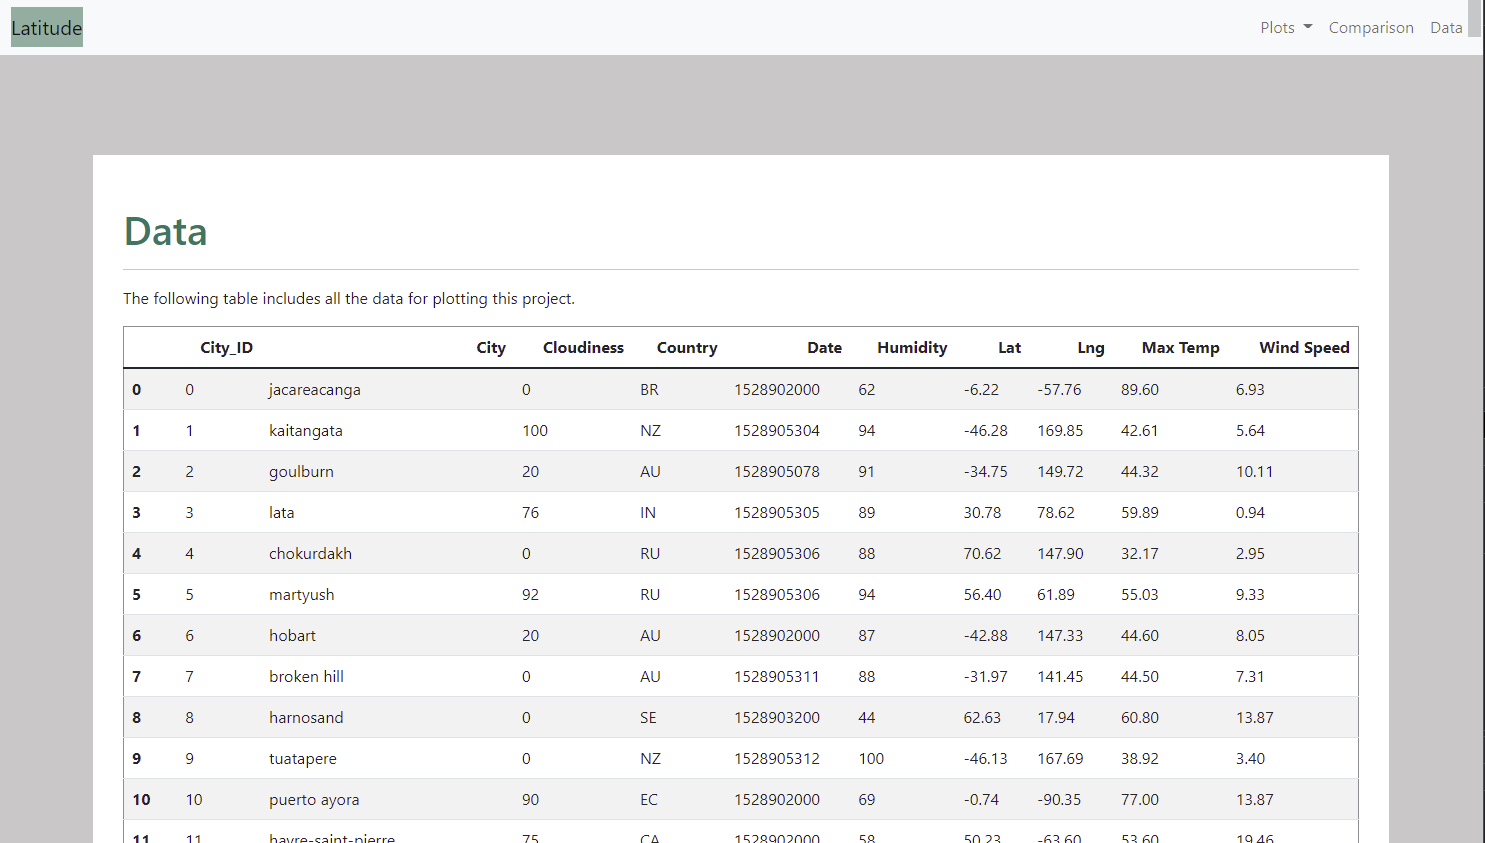 Latitude Plots Comparison Data
Data
The following table includes all the data for plotting this project.
City_ID City Cloudiness Country Date Humidity Lat Lng Max Temp Wind Speed
0 0 jacareacanga 0 BR 1528902000 62 -6.22 -57.76 89.60 6.93
1 1 kaitangata 100 NZ 1528905304 94 -46.28 169.85 42.61 5.64
2 2 goulburn 20 AU 1528905078 91 -34.75 149.72 44.32 10.11
3 3 lata 76 IN 1528905305 89 30.78 78.62 59.89 0.94
4 4 chokurdakh 0 RU 1528905306 88 70.62 147.90 32.17 2.95
5 5 martyush 92 RU 1528905306 94 56.40 61.89 55.03 9.33
6 6 hobart 20 AU 1528902000 87 -42.88 147.33 44.60 8.05
7 7 broken hill 0 AU 1528905311 88 -31.97 141.45 44.50 7.31
8 8 harnosand 0 SE 1528903200 44 62.63 17.94 60.80 13.87
9 9 tuatapere 0 NZ 1528905312 100 -46.13 167.69 38.92 3.40
10 10 puerto ayora 90 EC 1528902000 69 -0.74 -90.35 77.00 13.87
11 11 havre-saint-pierre 75 CA 1528902000 58 50.23 -63.60 53.60 19.46